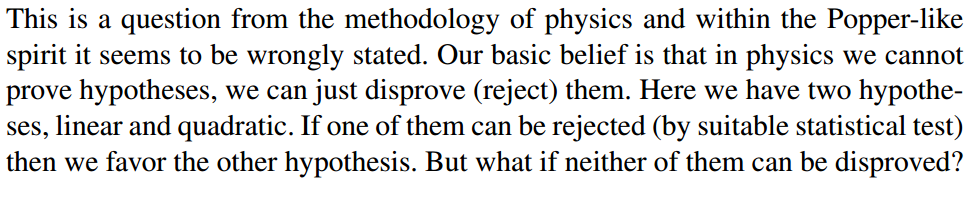 This is a question from the methodology of physics and within the Popper-like
spirit it seems to be wrongly stated. Our basic belief is that in physics we cannot
prove hypotheses, we can just disprove (reject) them. Here we have two hypothe-
ses, linear and quadratic. If one of them can be rejected (by suitable statistical test)
then we favor the other hypothesis. But what if neither of them can be disproved?